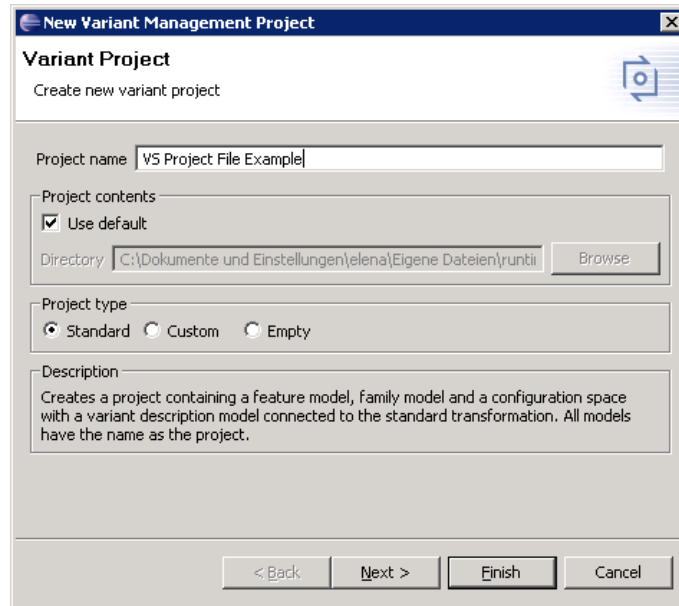 New Variant Management Project
Variant Project
Create new variant project
Project name VS Project File Example
Project contents
Use default
Directory C:\Dokumente und Einstellungen\elena\Eigene Dateien\runtin Browse
Project type
Standard Custom Empty
Description
Creates a project containing a feature model, family model and a configuration space
with a variant description model connected to the standard transformation. All models
have the name as the project.
< Back Next > Finish Cancel